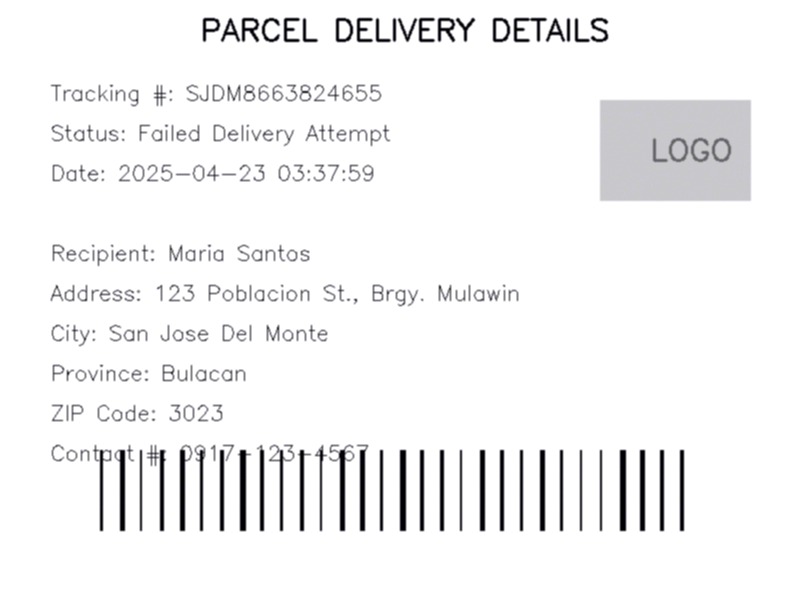 PARCEL DELIVERY DETAILS
Tracking #: SJDM8663824655
Status: Failed Delivery Attempt
Date: 2025-04-23 03:37:59
LOGO
Recipient: Maria Santos
Address: 123 Poblacion St., Brgy. Mulawin
City: San Jose Del Monte
Province: Bulacan
ZIP Code: 3023
Contact #: 0917-123-4567